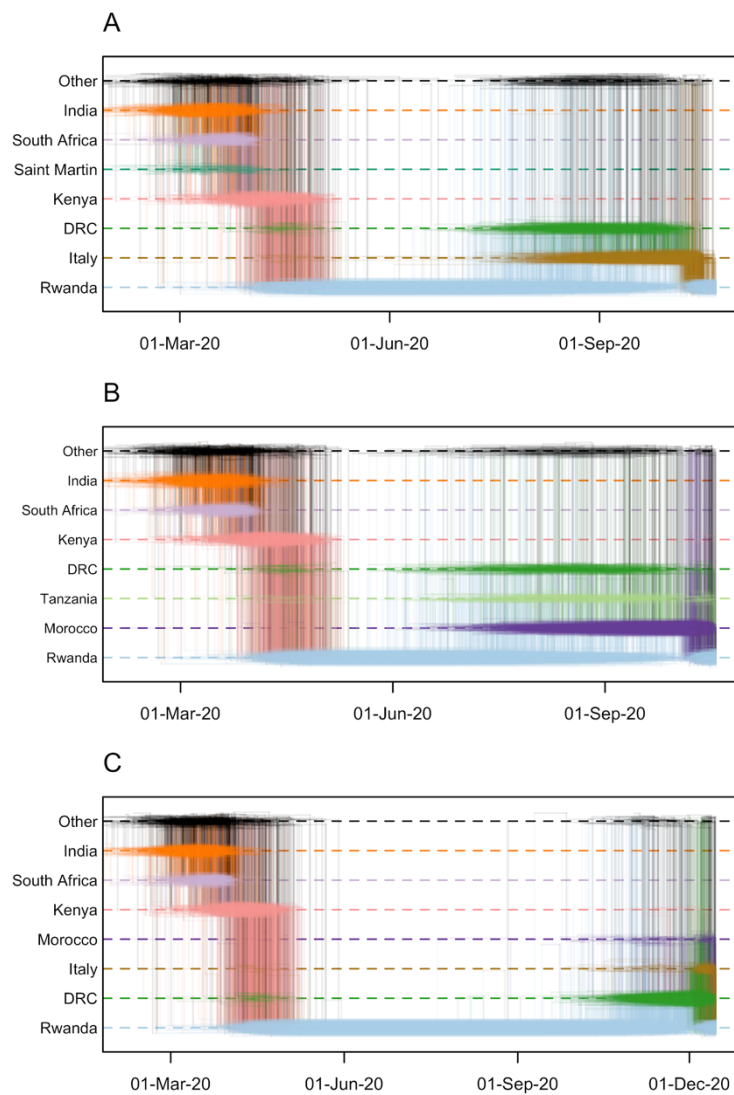 A
Other
India
South Africa
Saint Martin
Kenya
DRC
Italy
Rwanda
01-Mar-20 01-Jun-20 01-Sep-20
B
Other
India
South Africa
Kenya
DRC
Tanzania
Morocco
Rwanda
01-Mar-20 01-Jun-20 01-Sep-20
C
Other
India
South Africa
Kenya
Morocco
Italy
DRC
Rwanda
01-Mar-20 01-Jun-20 01-Sep-20 01-Dec-20